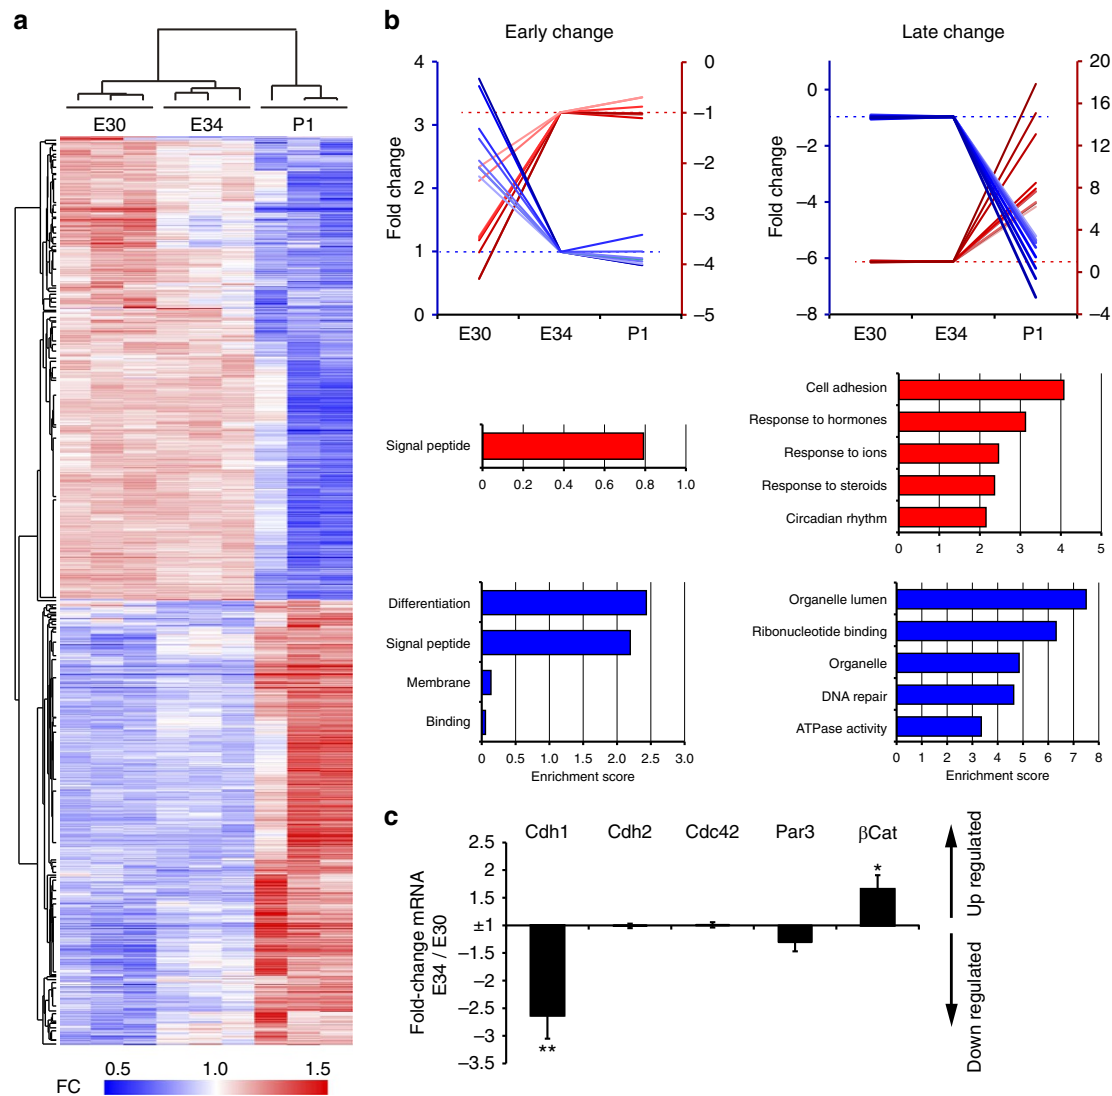 a
E30 E34 P1
FC
0.5 1.0 1.5
b
Early change
Fold change
4
3
2
1
0
0
−1
−2
−3
−4
−5
E30 E34 P1
Late change
Fold change
0
−2
−4
−6
−8
20
16
12
8
4
0
−4
E30 E34 P1
Signal peptide
0 0.2 0.4 0.6 0.8 1.0
Cell adhesion
Response to hormones
Response to ions
Response to steroids
Circadian rhythm
0 1 2 3 4 5
Differentiation
Signal peptide
Membrane
Binding
0 0.5 1.0 1.5 2.0 2.5 3.0
Enrichment score
Organelle lumen
Ribonucleotide binding
Organelle
DNA repair
ATPase activity
0 1 2 3 4 5 6 7 8
Enrichment score
c
Cdh1 Cdh2 Cdc42 Par3 βCat
Fold-change mRNA
E34 / E30
2.5
2
1.5
±1
−1.5
−2
−2.5
−3
−3.5
**
*
Up regulated
Down regulated